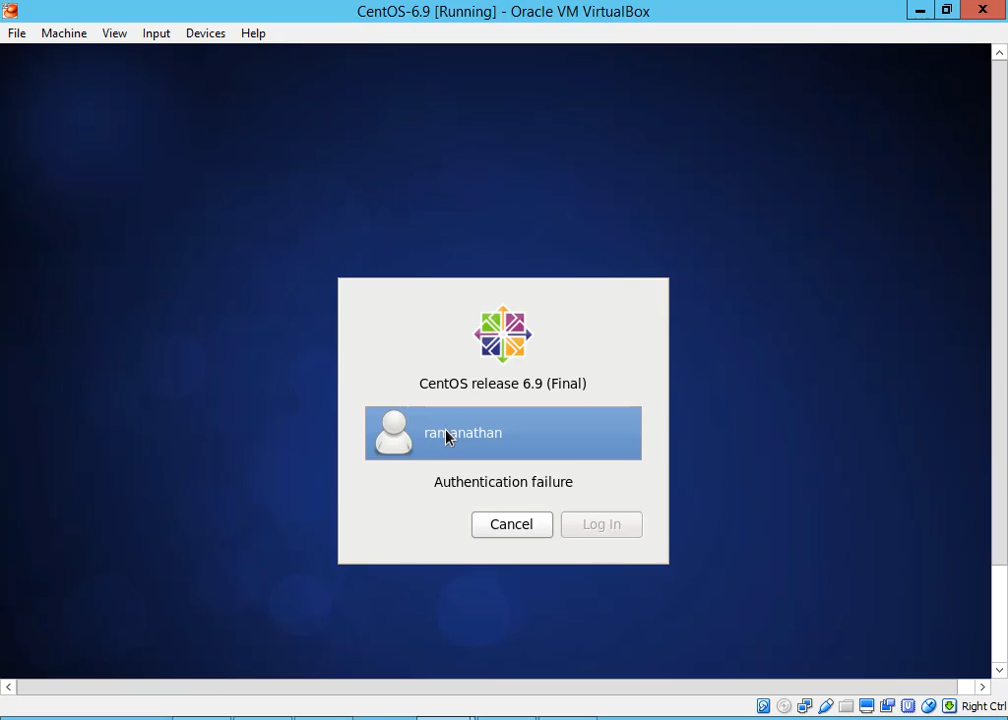 CentOS-6.9 [Running] - Oracle VM VirtualBox
File Machine View Input Devices Help
CentOS release 6.9 (Final)
Authentication failure
Cancel Log In
Right Ctrl